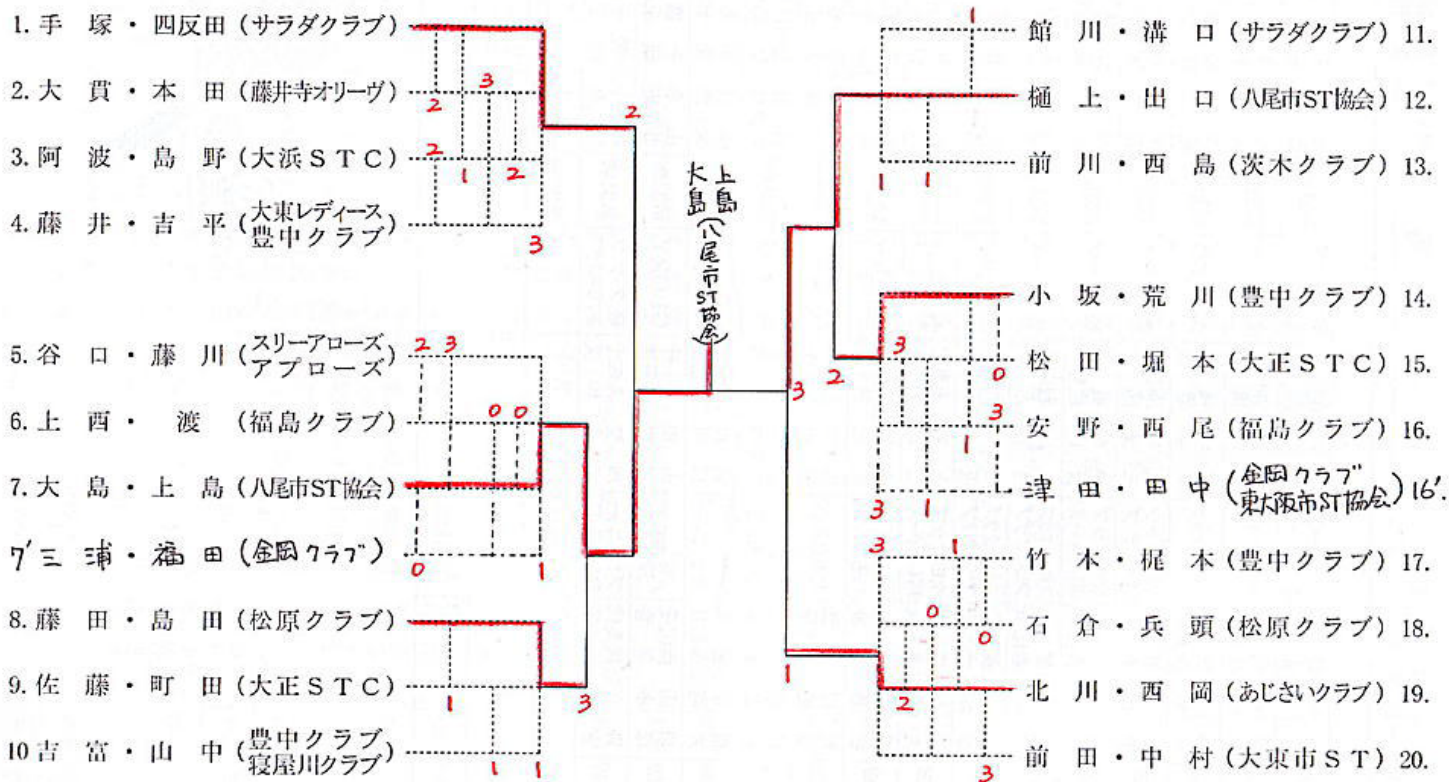 1. 手塚・四反田 (サラダクラブ)
2. 大貫・本田 (藤井寺オリーヴ)
3. 阿波・島野 (大浜STC)
4. 藤井・吉平 (大東レディース 豊中クラブ)
5. 谷口・藤川 (スリーアローズ アプローズ)
6. 上西・渡 (福島クラブ)
7. 大島・上島 (八尾市ST協会)
7' 三浦・福田 (金岡クラブ)
8. 藤田・島田 (松原クラブ)
9. 佐藤・町田 (大正STC)
10 吉富・山中 (豊中クラブ 寝屋川クラブ)
2
3
2
2
1
2
3
2
3
0
0
0
1
1
3
1
1
2
上島
大島
(八尾市ST協会)
3
2
1
館川・溝口 (サラダクラブ) 11.
樋上・出口 (八尾市ST協会) 12.
前川・西島 (茨木クラブ) 13.
小坂・荒川 (豊中クラブ) 14.
松田・堀本 (大正STC) 15.
安野・西尾 (福島クラブ) 16.
津田 田中 (金岡クラブ 東大阪市ST協会) 16'.
竹本・梶本 (豊中クラブ) 17.
石倉・兵頭 (松原クラブ) 18.
北川・西岡 (あじさいクラブ) 19.
前田・中村 (大東市ST) 20.
1
1
1
3
0
3
1
3
1
3
1
0
0
2
3